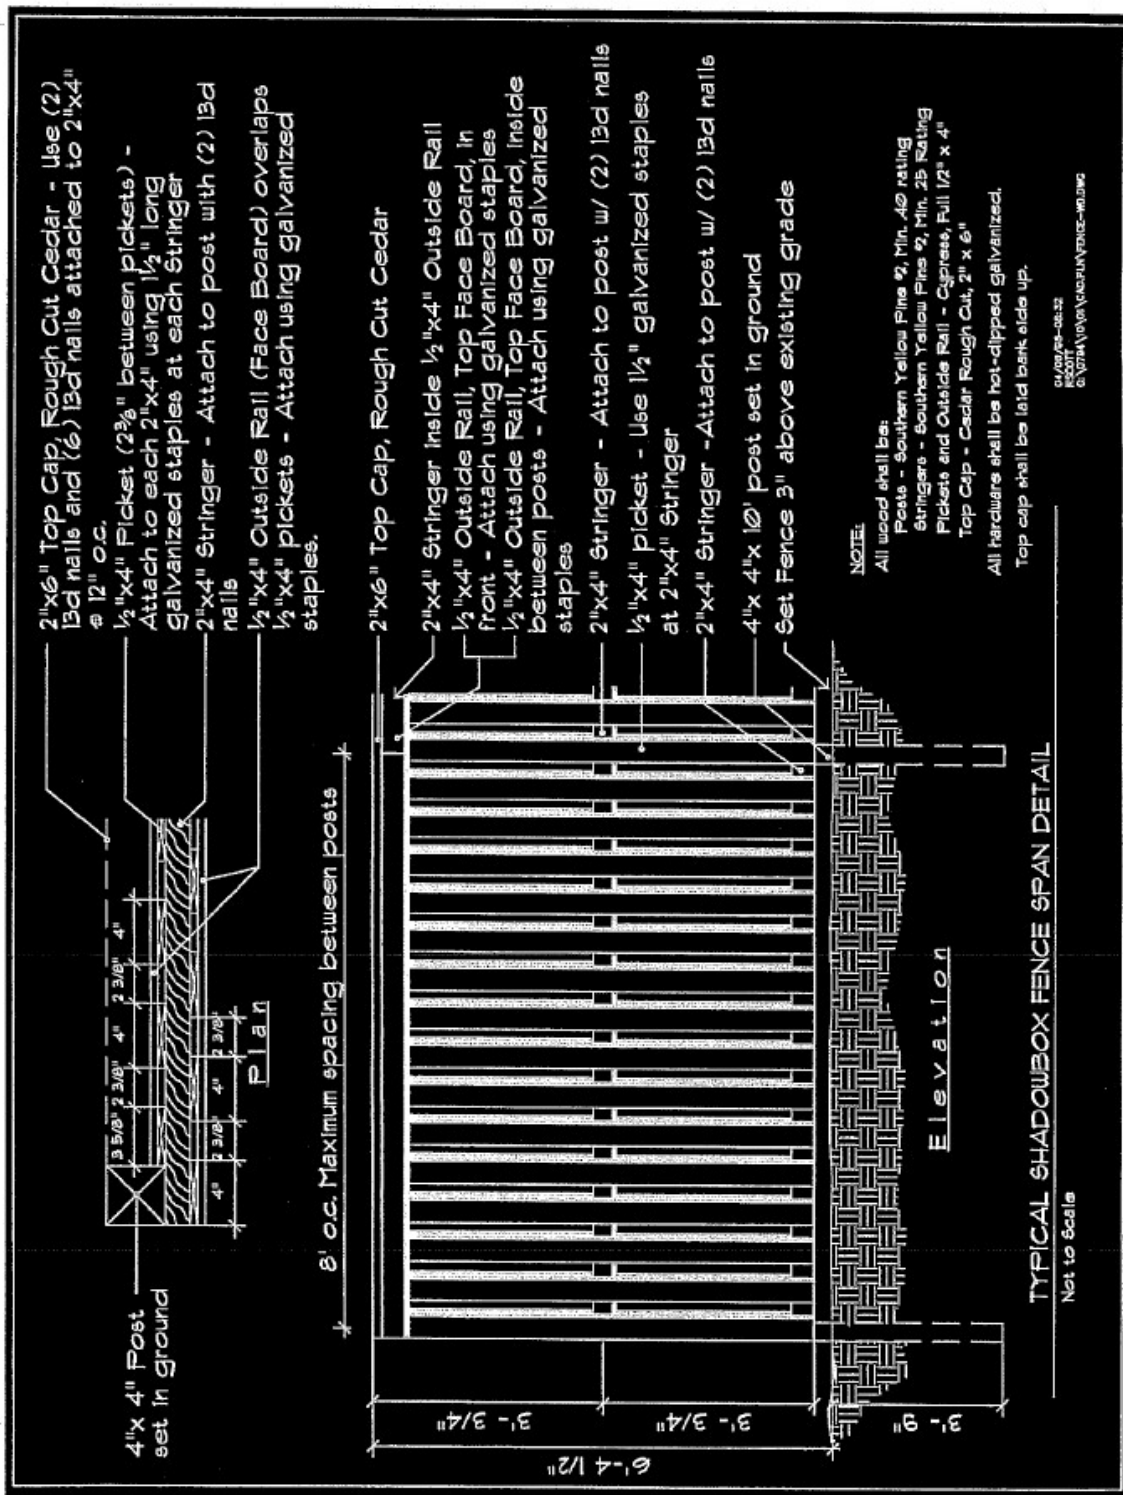 2"x6" Top Cap, Rough Cut Cedar - Use (2)
13d nails and (6) 13d nails attached to 2"x4"
@ 12" o.c.
1/2"x4" Picket (2 3/8" between pickets) -
Attach to each 2"x4" using 1 1/2" long
galvanized staples at each Stringer
2"x4" Stringer - Attach to post with (2) 13d
nails
1/2"x4" Outside Rail (Face Board) overlaps
1/2"x4" pickets - Attach using galvanized
staples.
4"x 4" Post
set in ground
3 5/8" 2 3/8" 4" 2 3/8" 4"
4" 2 3/8" 4" 2 3/8"
Plan
8' o.c. Maximum spacing between posts
2"x6" Top Cap, Rough Cut Cedar
2"x4" Stringer inside 1/2"x4" Outside Rail
1/2"x4" Outside Rail, Top Face Board, in
front - Attach using galvanized staples
1/2"x4" Outside Rail, Top Face Board, inside
between posts - Attach using galvanized
staples
2"x4" Stringer - Attach to post w/ (2) 13d nails
1/2"x4" picket - Use 1 1/2" galvanized staples
at 2"x4" Stringer
2"x4" Stringer -Attach to post w/ (2) 13d nails
4"x 4"x 10' post set in ground
Set Fence 3" above existing grade
3'- 3/4"
3'- 3/4"
6'-4 1/2"
3'- 9"
Elevation
NOTE:
All wood shall be:
Posts - Southern Yellow Pine #2, Min. .40 rating
Stringers - Southern Yellow Pine #2, Min. .25 Rating
Pickets and Outside Rail - Cypress, Full 1/2" x 4"
Top Cap - Cedar Rough Cut, 2" x 6"
All hardware shall be hot-dipped galvanized.
Top cap shall be laid bark side up.
TYPICAL SHADOWBOX FENCE SPAN DETAIL
Not to Scale
RSCOTT